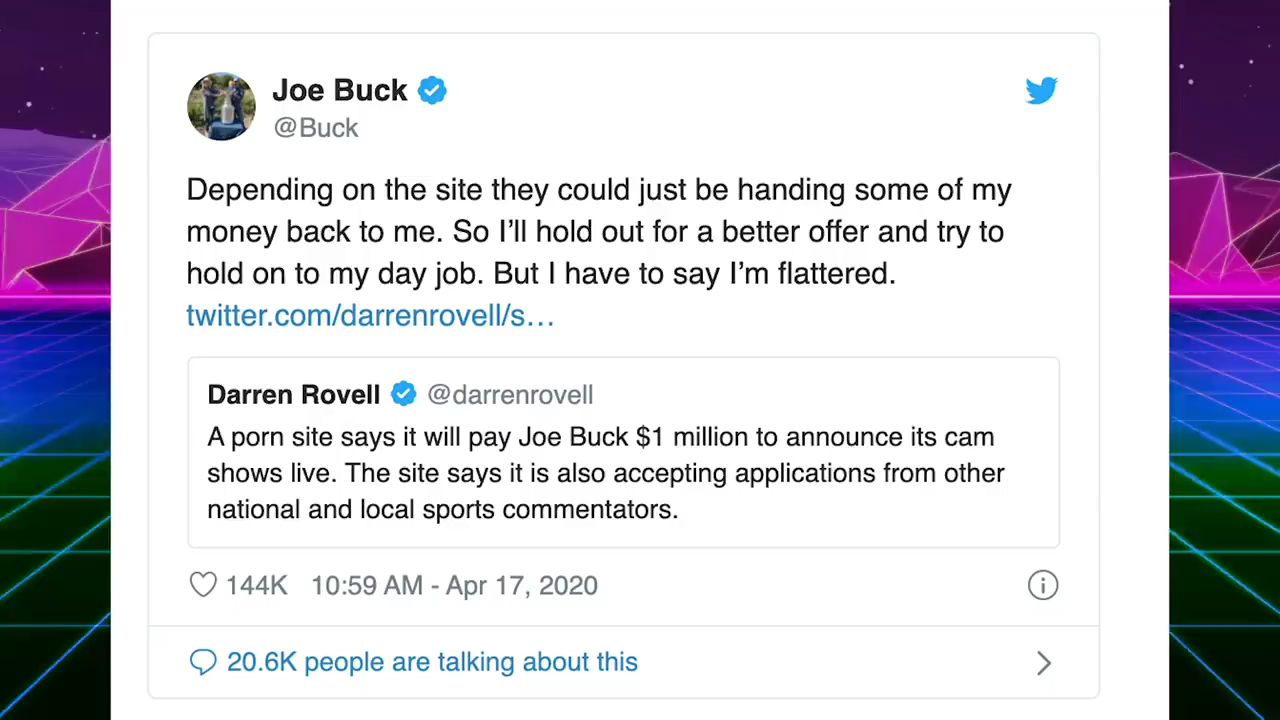 Joe Buck
@Buck
Depending on the site they could just be handing some of my
money back to me. So I’ll hold out for a better offer and try to
hold on to my day job. But I have to say I’m flattered.
twitter.com/darrenrovell/s…
Darren Rovell @darrenrovell
A porn site says it will pay Joe Buck $1 million to announce its cam
shows live. The site says it is also accepting applications from other
national and local sports commentators.
144K 10:59 AM - Apr 17, 2020
20.6K people are talking about this